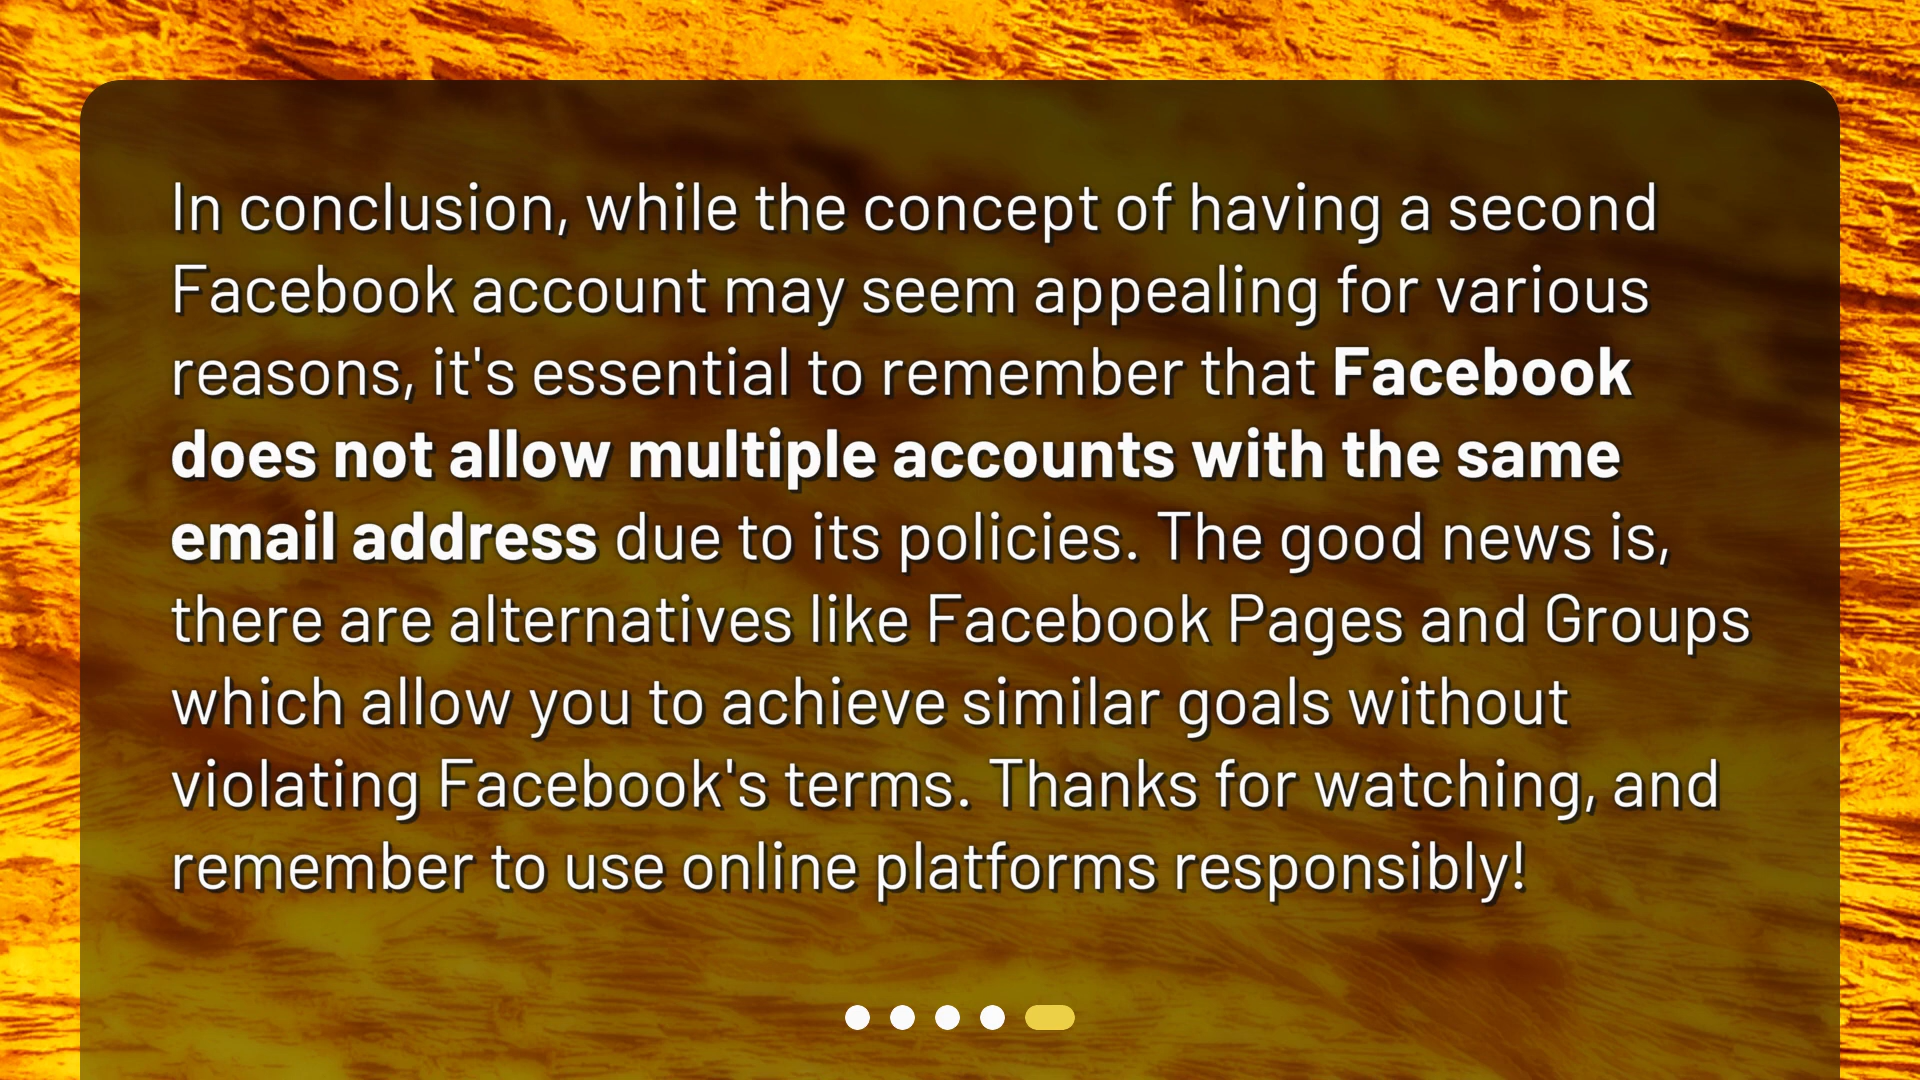 In conclusion, while the concept of having a second
Facebook account may seem appealing for various
reasons, it's essential to remember that Facebook
does not allow multiple accounts with the same
email address due to its policies. The good news is,
there are alternatives like Facebook Pages and Groups
which allow you to achieve similar goals without
violating Facebook's terms. Thanks for watching, and
remember to use online platforms responsibly!